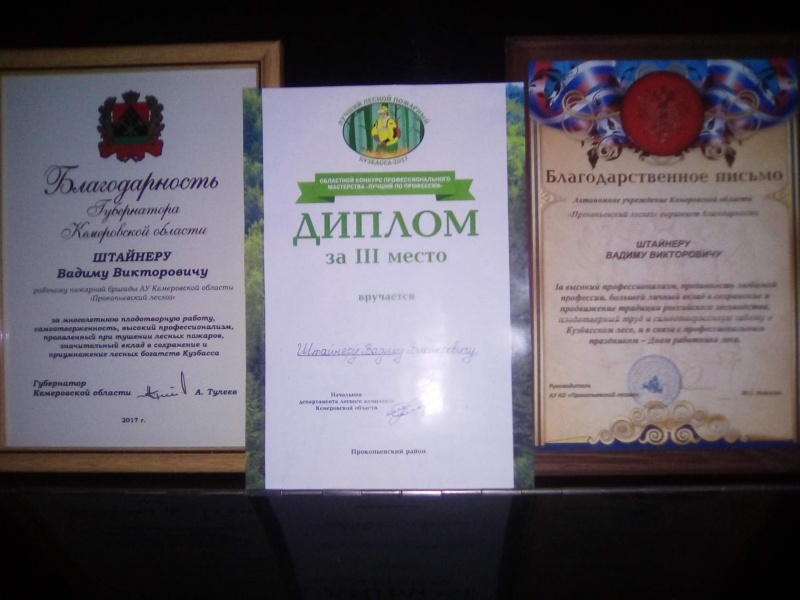 Благодарность
Губернатора
Кемеровской области
ШТАЙНЕРУ
Вадиму Викторовичу
рабочему пожарной бригады АУ Кемеровской области
«Прокопьевский лесхоз»
за многолетнюю плодотворную работу,
самоотверженность, высокий профессионализм,
проявленный при тушении лесных пожаров,
значительный вклад в сохранение и
приумножение лесных богатств Кузбасса
Губернатор
Кемеровской области
А. Тулеев
2017 г.
ЛУЧШИЙ ЛЕСНОЙ ПОЖАРНЫЙ
КУЗБАССА-2017
ОБЛАСТНОЙ КОНКУРС ПРОФЕССИОНАЛЬНОГО
МАСТЕРСТВА «ЛУЧШИЙ ПО ПРОФЕССИИ»
ДИПЛОМ
за III место
вручается
Штайнеру Вадиму Викторовичу
Начальник
департамента лесного комплекса
Кемеровской области
Прокопьевский район
Благодарственное письмо
Автономное учреждение Кемеровской области
«Прокопьевский лесхоз» выражает благодарность
ШТАЙНЕРУ
ВАДИМУ ВИКТОРОВИЧУ
За высокий профессионализм, преданность любимой
профессии, большой личный вклад в сохранение и
продвижение традиции российского лесоводства,
плодотворный труд и самоотверженную заботу о
Кузбасском лесе, и в связи с профессиональным
праздником – Днем работника леса.
Руководитель
АУ КО «Прокопьевский лесхоз»